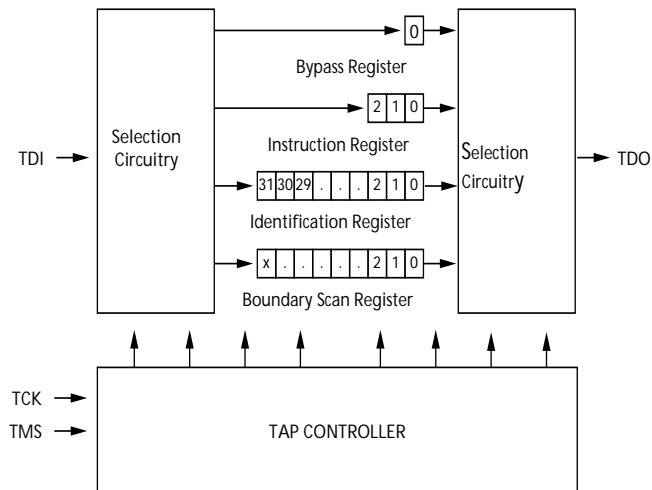 0
Bypass Register
2 1 0
Instruction Register
Selection
Circuitry
TDI
31 30 29 . . . 2 1 0
Identification Register
x . . . . . 2 1 0
Boundary Scan Register
Selection
Circuitry
TDO
TCK
TMS
TAP CONTROLLER